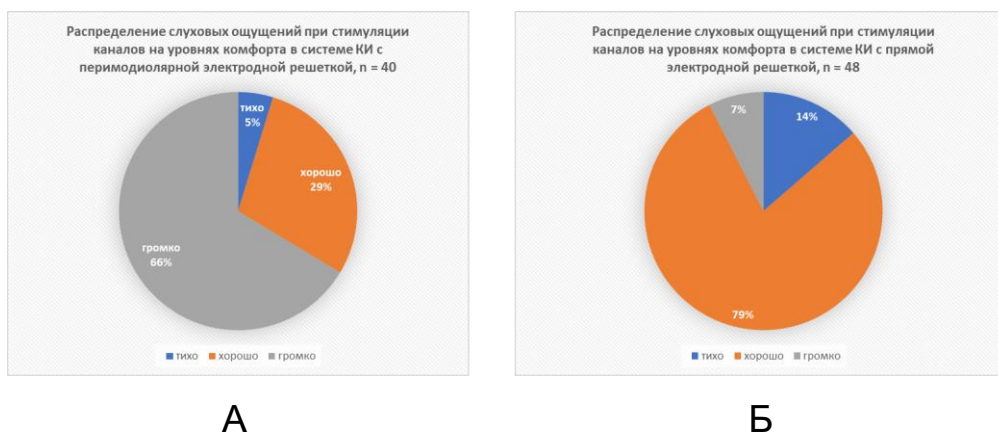 Распределение слуховых ощущений при стимуляции
каналов на уровнях комфорта в системе КИ с
перимодиолярной электродной решеткой, n = 40
тихо
5%
хорошо
29%
громко
66%
тихо хорошо громко
А
Распределение слуховых ощущений при стимуляции
каналов на уровнях комфорта в системе КИ с прямой
электродной решеткой, n = 48
7%
14%
79%
тихо хорошо громко
Б